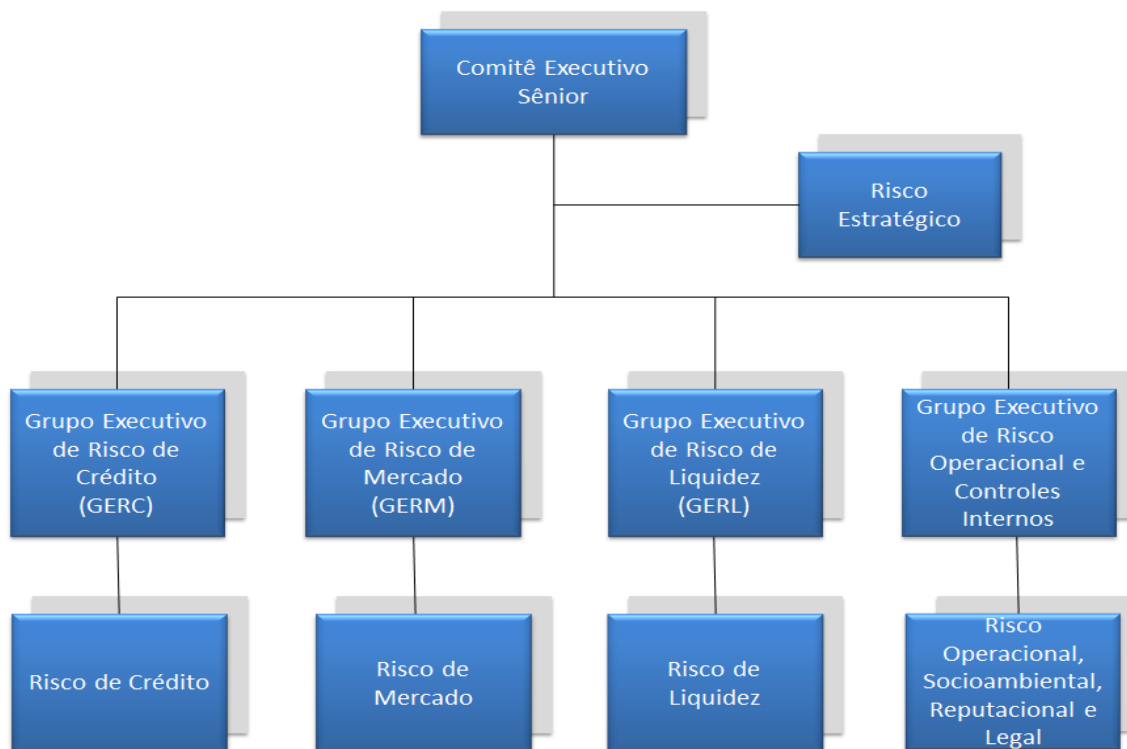 Comitê Executivo
Sênior
Risco
Estratégico
Grupo Executivo
de Risco de
Crédito
(GERC)
Grupo Executivo
de Risco de
Mercado
(GERM)
Grupo Executivo
de Risco de
Liquidez
(GERL)
Grupo Executivo
de Risco
Operacional e
Controles
Internos
Risco de Crédito
Risco de
Mercado
Risco de
Liquidez
Risco
Operacional,
Socioambiental,
Reputacional e
Legal